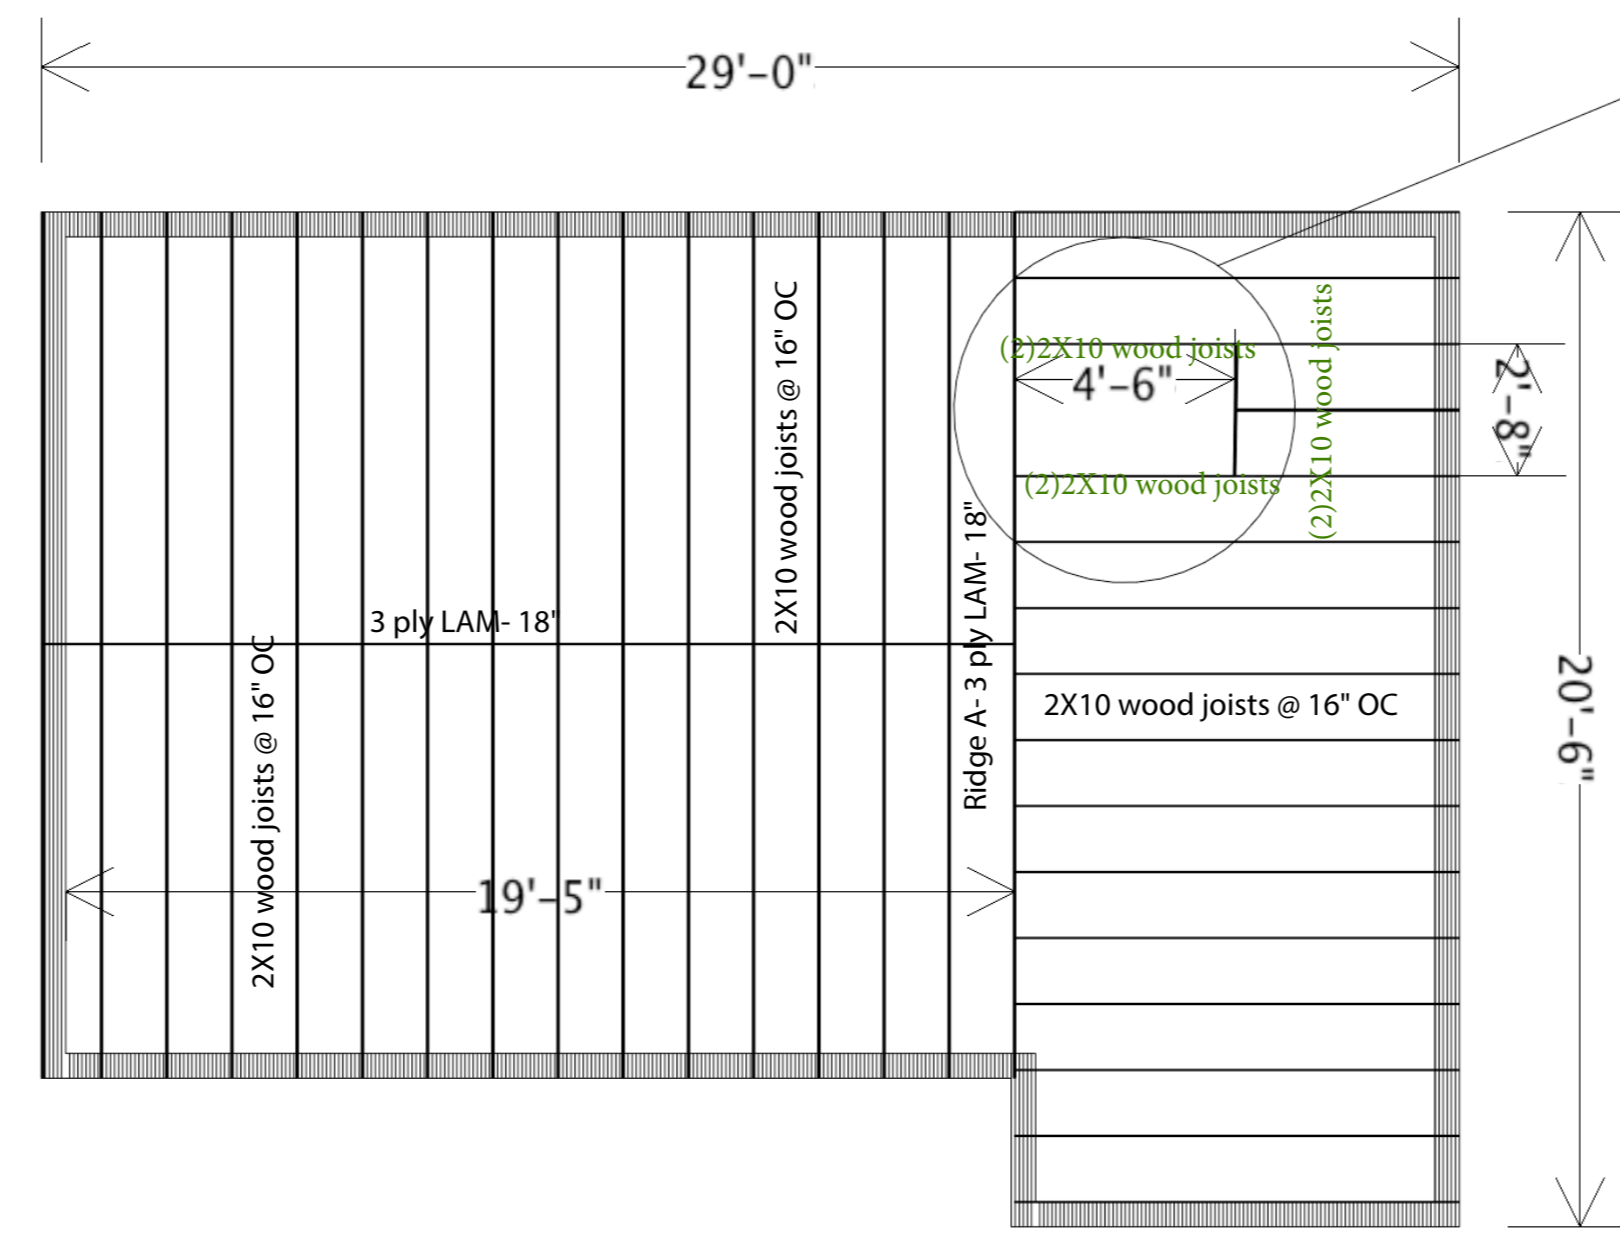 29'-0"
(2)2X10 wood joists
4'-6"
(2)2X10 wood joists
(2)2X10 wood joists
2'-8"
2X10 wood joists @ 16" OC
3 ply LAM- 18"
Ridge A- 3 ply LAM- 18"
2X10 wood joists @ 16" OC
2X10 wood joists @ 16" OC
20'-6"
19'-5"